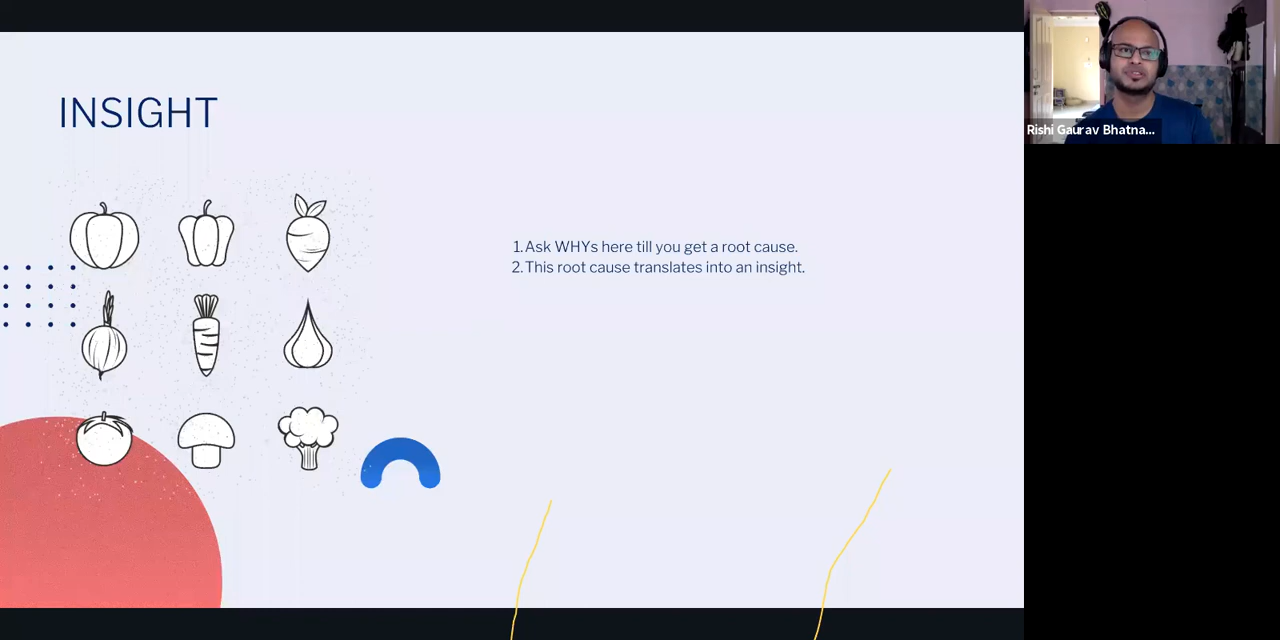 INSIGHT
1. Ask WHYs here till you get a root cause.
2. This root cause translates into an insight.
Rishi Gaurav Bhatna...